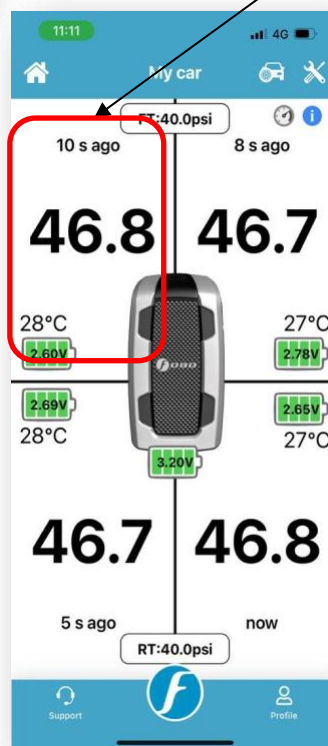 11:11
4G
My car
FT:40.0psi
10 s ago
8 s ago
46.8
46.7
28°C
27°C
2.60V
2.78V
FOBO
2.69V
2.65V
28°C
27°C
3.20V
46.7
46.8
5 s ago
now
RT:40.0psi
Support
Profile